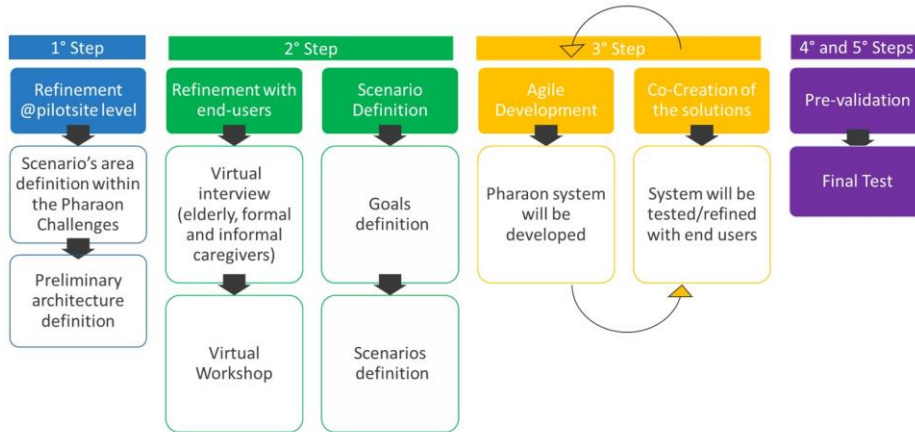 1° Step
Refinement
@pilotsite level
Scenario's area
definition within
the Pharaon
Challenges
Preliminary
architecture
definition
2° Step
Refinement with
end-users
Virtual
interview
(elderly, formal
and informal
caregivers)
Virtual
Workshop
Scenario
Definition
Goals
definition
Scenarios
definition
3° Step
Agile
Development
Pharaon system
will be
developed
Co-Creation of
the solutions
System will be
tested/refined
with end users
4° and 5° Steps
Pre-validation
Final Test